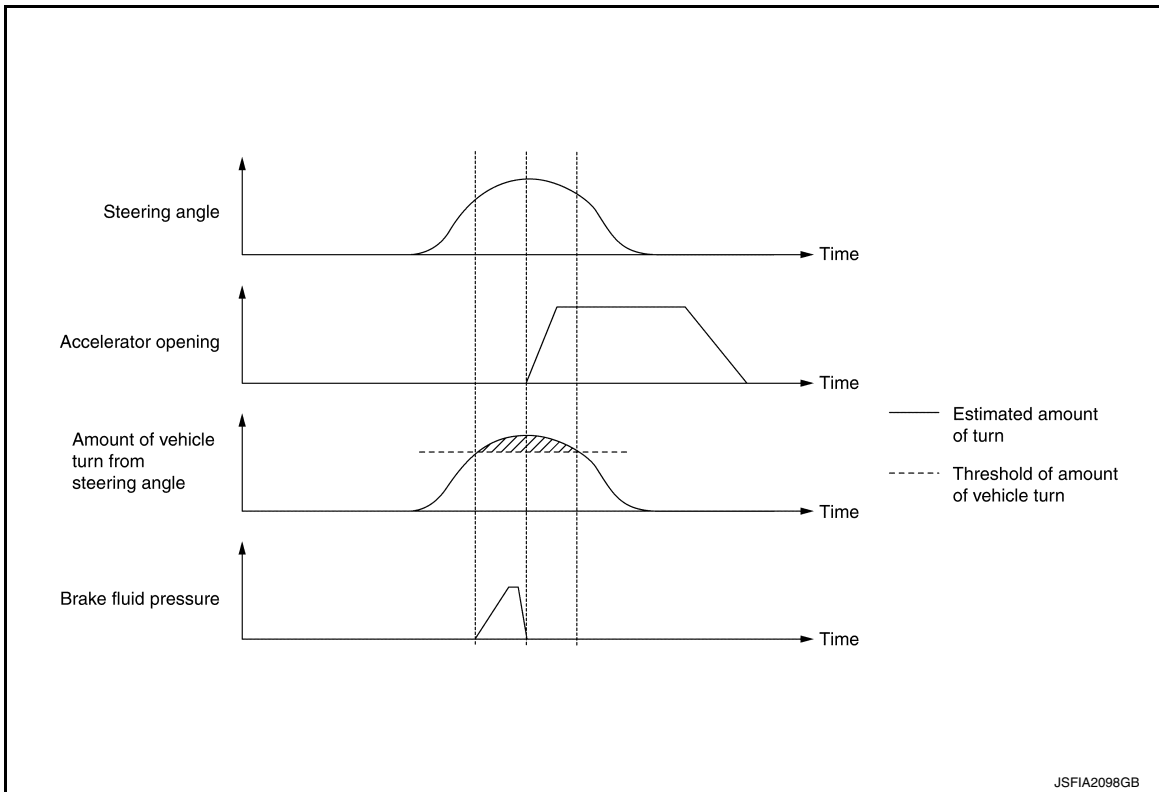 Steering angle
Time
Accelerator opening
Time
Amount of vehicle
turn from
steering angle
Time
Estimated amount
of turn
Threshold of amount
of vehicle turn
Brake fluid pressure
Time
JSFIA2098GB